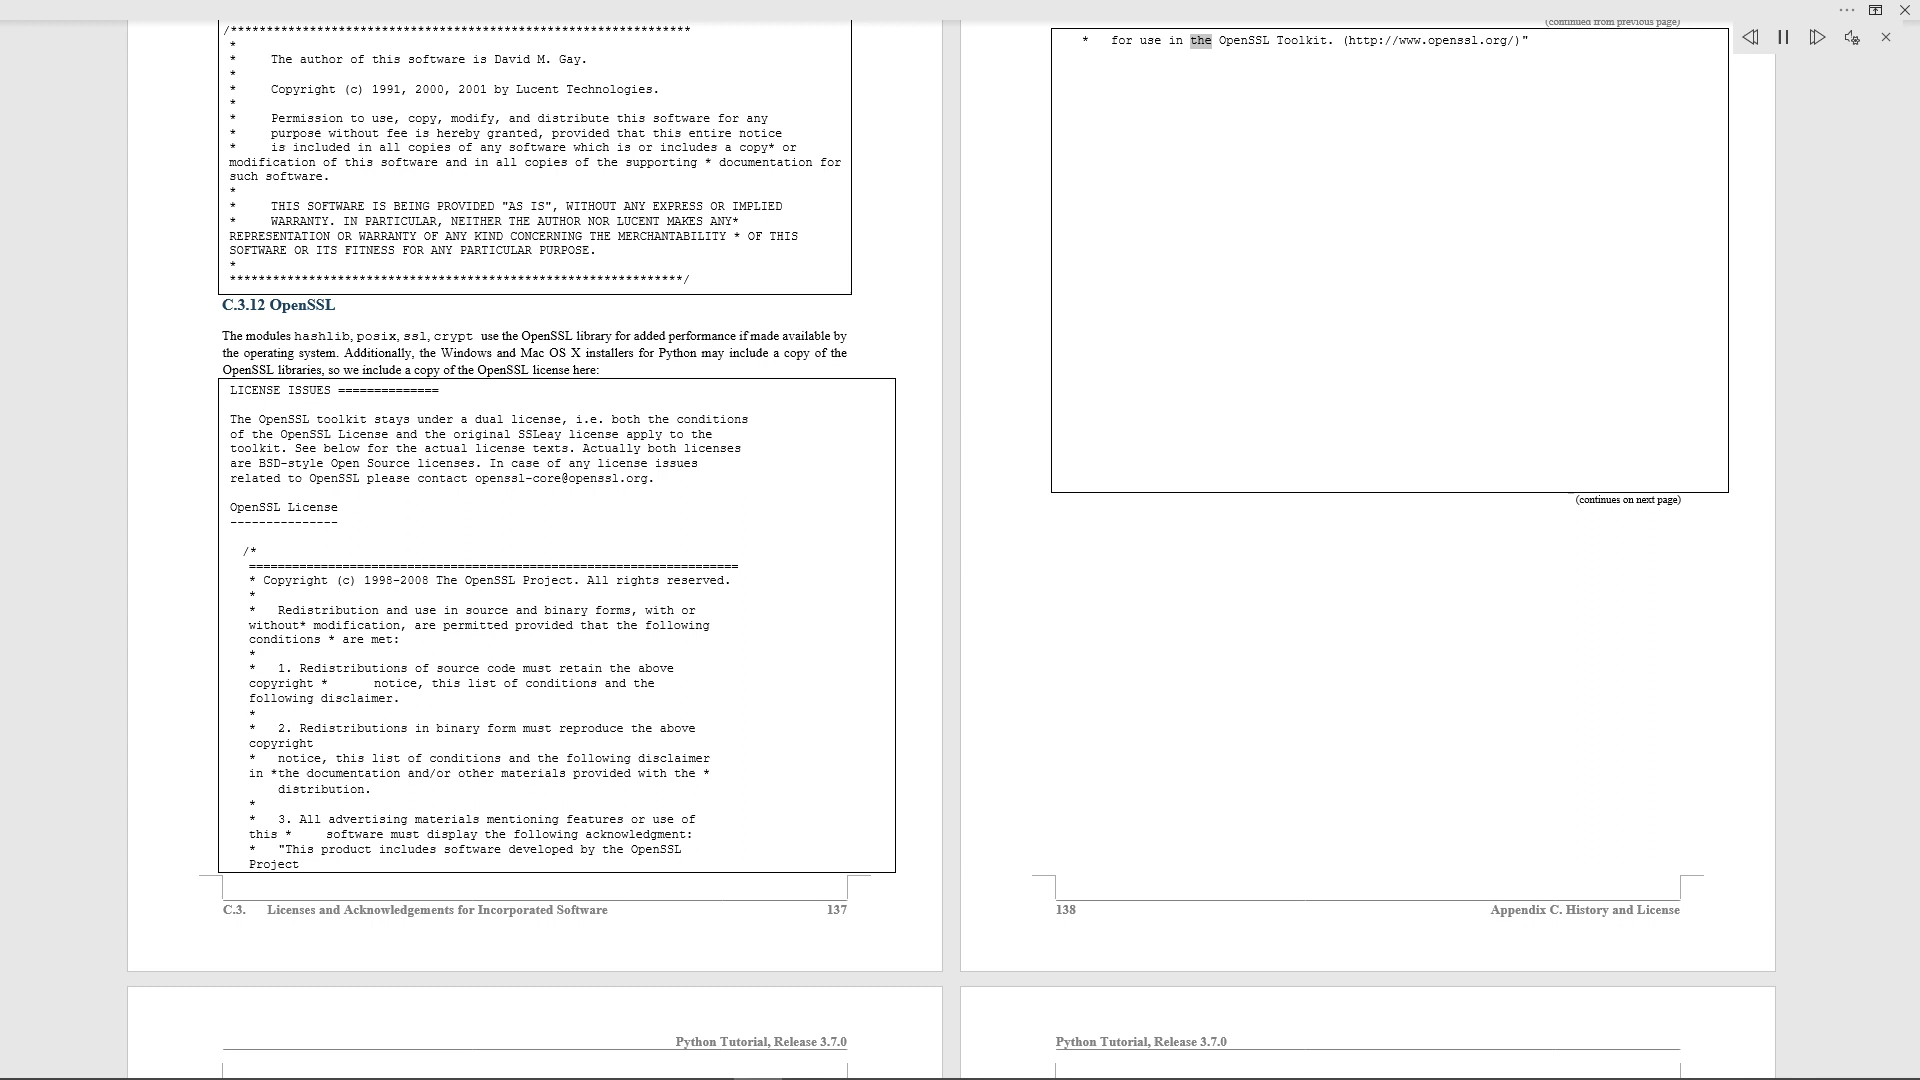 /****************************************************************
*
*     The author of this software is David M. Gay.
*
*     Copyright (c) 1991, 2000, 2001 by Lucent Technologies.
*
*     Permission to use, copy, modify, and distribute this software for any
*     purpose without fee is hereby granted, provided that this entire notice
*     is included in all copies of any software which is or includes a copy* or
modification of this software and in all copies of the supporting * documentation for
such software.
*
*     THIS SOFTWARE IS BEING PROVIDED "AS IS", WITHOUT ANY EXPRESS OR IMPLIED
*     WARRANTY. IN PARTICULAR, NEITHER THE AUTHOR NOR LUCENT MAKES ANY*
REPRESENTATION OR WARRANTY OF ANY KIND CONCERNING THE MERCHANTABILITY * OF THIS
SOFTWARE OR ITS FITNESS FOR ANY PARTICULAR PURPOSE.
*
***************************************************************/
C.3.12 OpenSSL
The modules hashlib, posix, ssl, crypt use the OpenSSL library for added performance if made available by
the operating system. Additionally, the Windows and Mac OS X installers for Python may include a copy of the
OpenSSL libraries, so we include a copy of the OpenSSL license here:
LICENSE ISSUES ==============
The OpenSSL toolkit stays under a dual license, i.e. both the conditions
of the OpenSSL License and the original SSLeay license apply to the
toolkit. See below for the actual license texts. Actually both licenses
are BSD-style Open Source licenses. In case of any license issues
related to OpenSSL please contact openssl-core@openssl.org.
OpenSSL License
---------------
/*
====================================================================
* Copyright (c) 1998-2008 The OpenSSL Project. All rights reserved.
*
*   Redistribution and use in source and binary forms, with or
without* modification, are permitted provided that the following
conditions * are met:
*
*   1. Redistributions of source code must retain the above
copyright *      notice, this list of conditions and the
following disclaimer.
*
*   2. Redistributions in binary form must reproduce the above
copyright
*   notice, this list of conditions and the following disclaimer
in *the documentation and/or other materials provided with the *
distribution.
*
*   3. All advertising materials mentioning features or use of
this *     software must display the following acknowledgment:
*   "This product includes software developed by the OpenSSL
Project
C.3. Licenses and Acknowledgements for Incorporated Software 137
(continued from previous page)
*   for use in the OpenSSL Toolkit. (http://www.openssl.org/)"
(continues on next page)
138 Appendix C. History and License
Python Tutorial, Release 3.7.0
Python Tutorial, Release 3.7.0